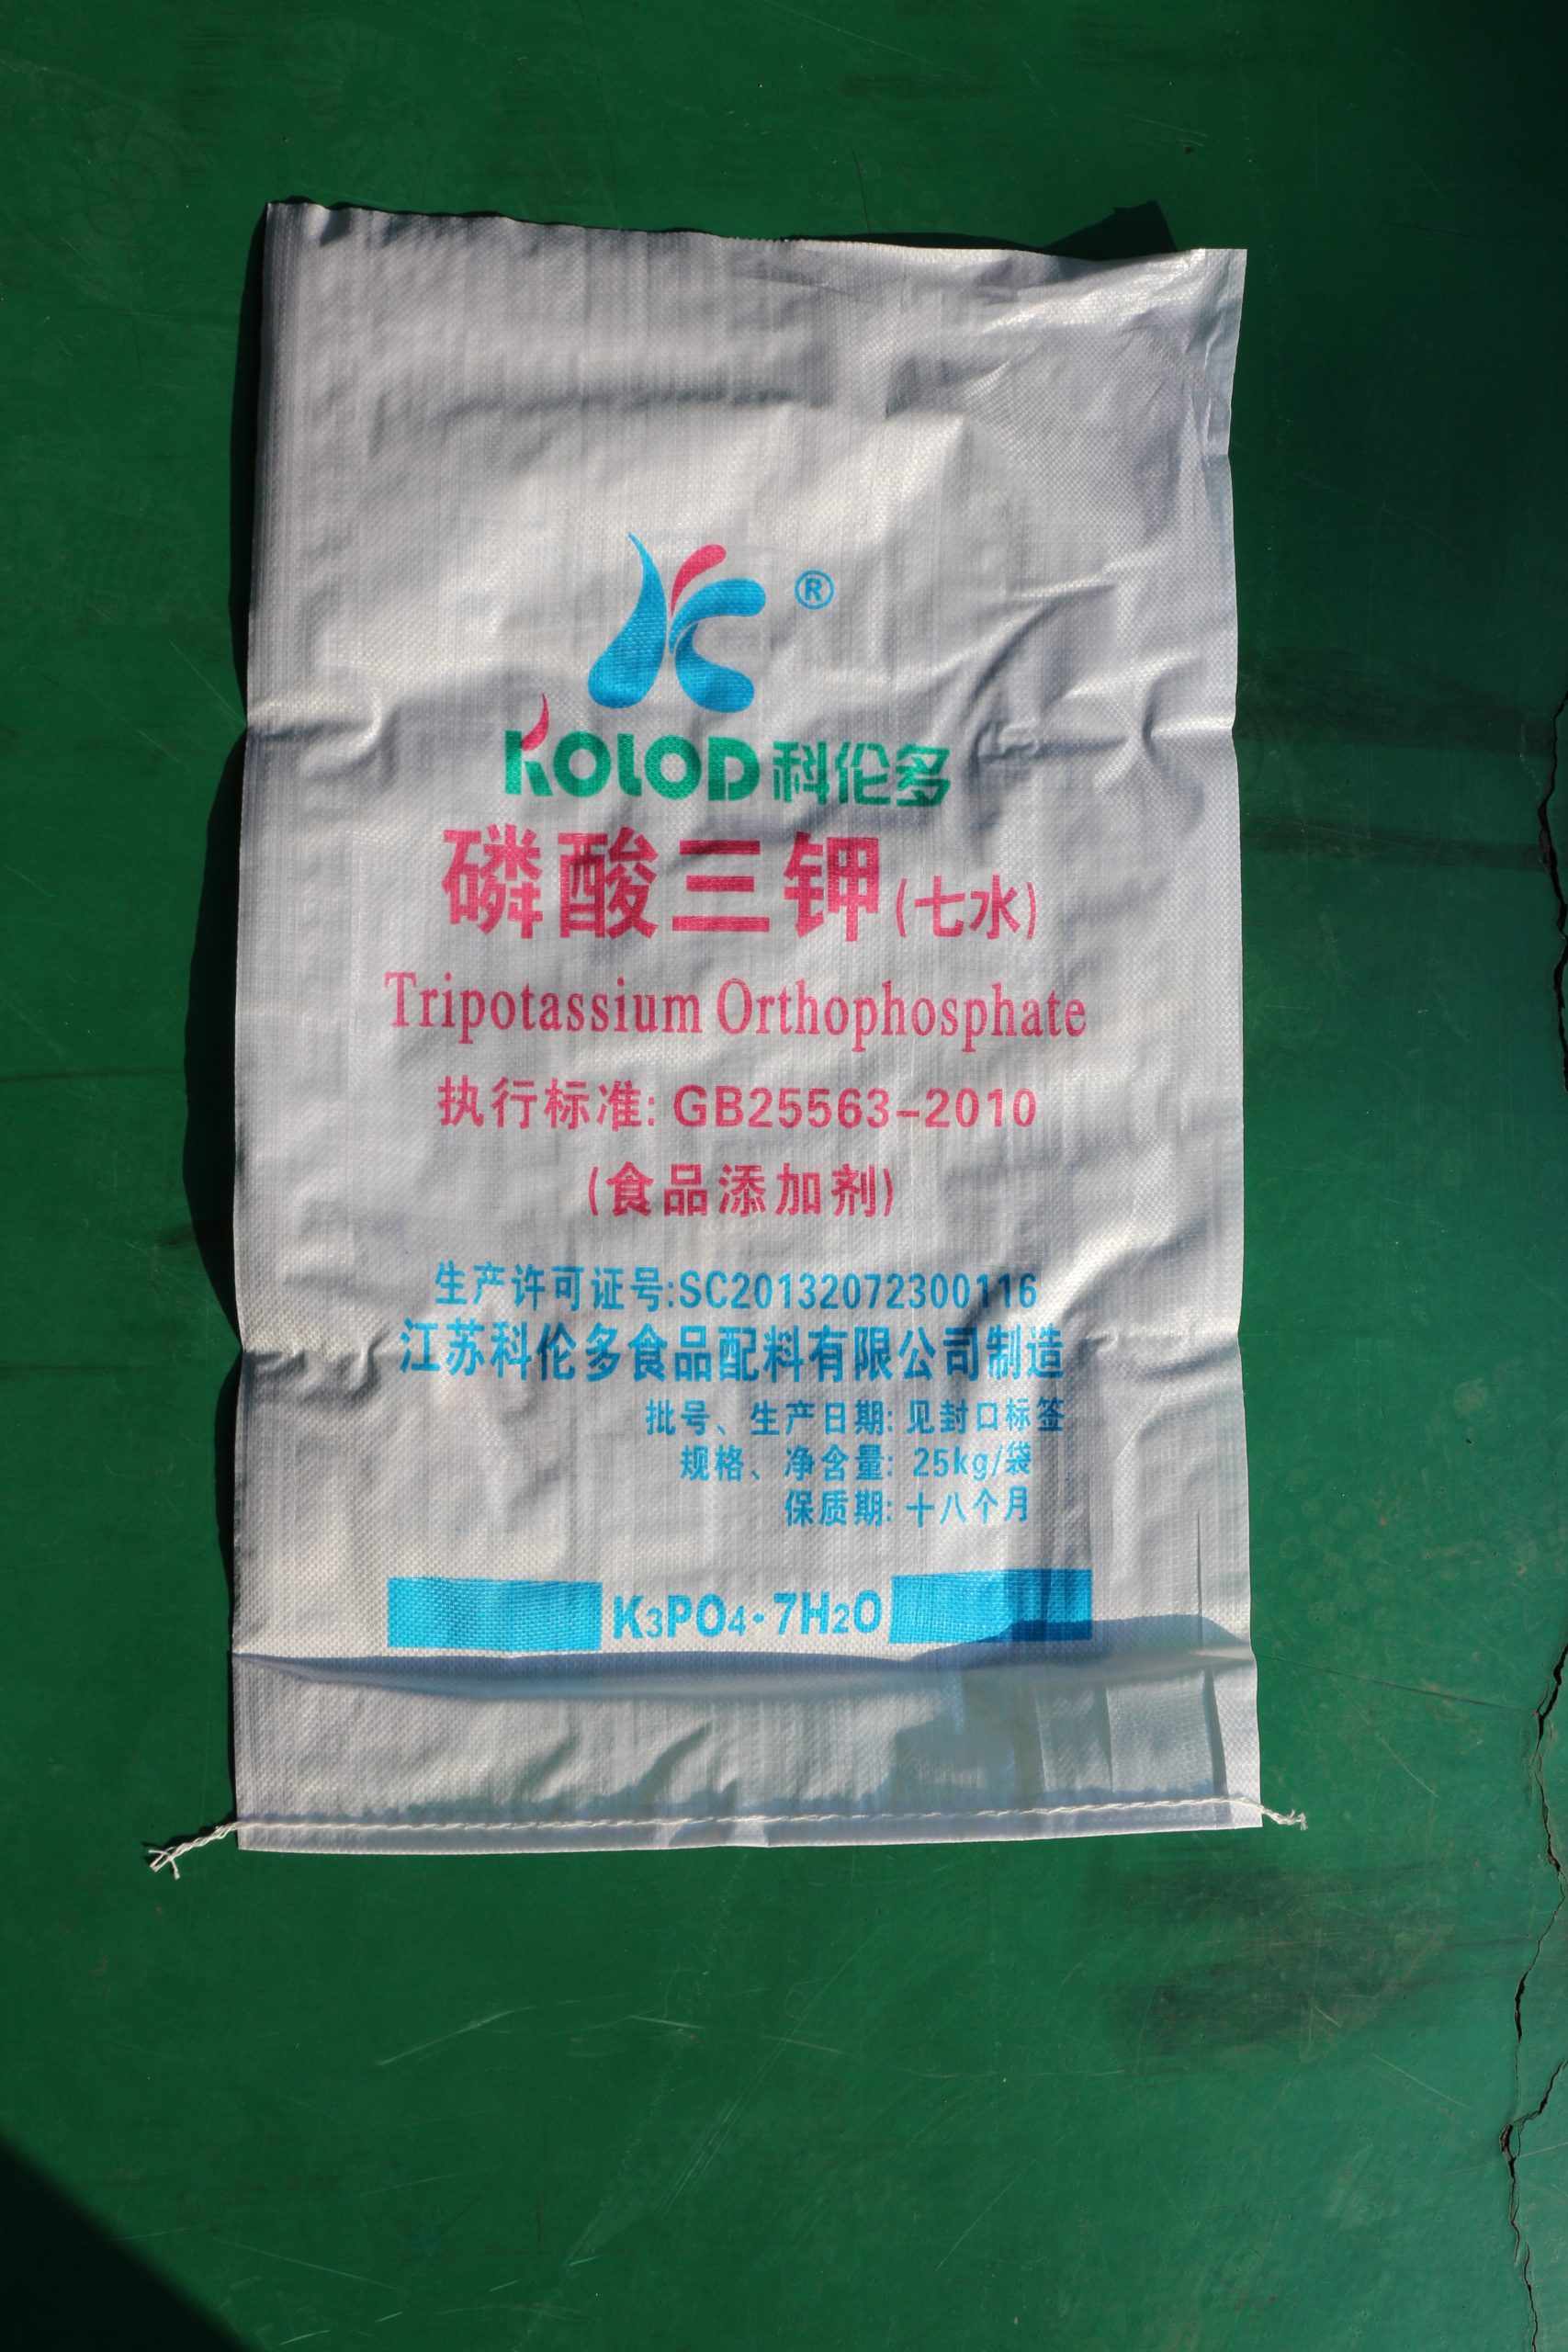 ®
KOLOD科伦多
磷酸三钾(七水)
Tripotassium Orthophosphate
执行标准: GB25563-2010
(食品添加剂)
生产许可证号:SC20132072300116
江苏科伦多食品配料有限公司制造
批号、生产日期: 见封口标签
规格、净含量: 25kg/袋
保质期: 十八个月
K3PO4·7H2O